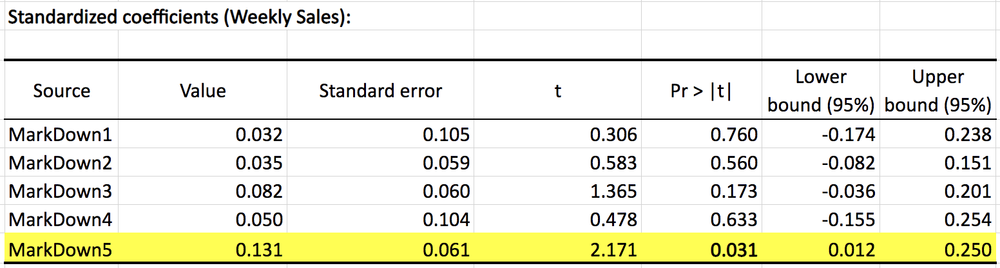 Standardized coefficients (Weekly Sales):
Source Value Standard error t Pr > |t| Lower bound (95%) Upper bound (95%)
MarkDown1 0.032 0.105 0.306 0.760 -0.174 0.238
MarkDown2 0.035 0.059 0.583 0.560 -0.082 0.151
MarkDown3 0.082 0.060 1.365 0.173 -0.036 0.201
MarkDown4 0.050 0.104 0.478 0.633 -0.155 0.254
MarkDown5 0.131 0.061 2.171 0.031 0.012 0.250